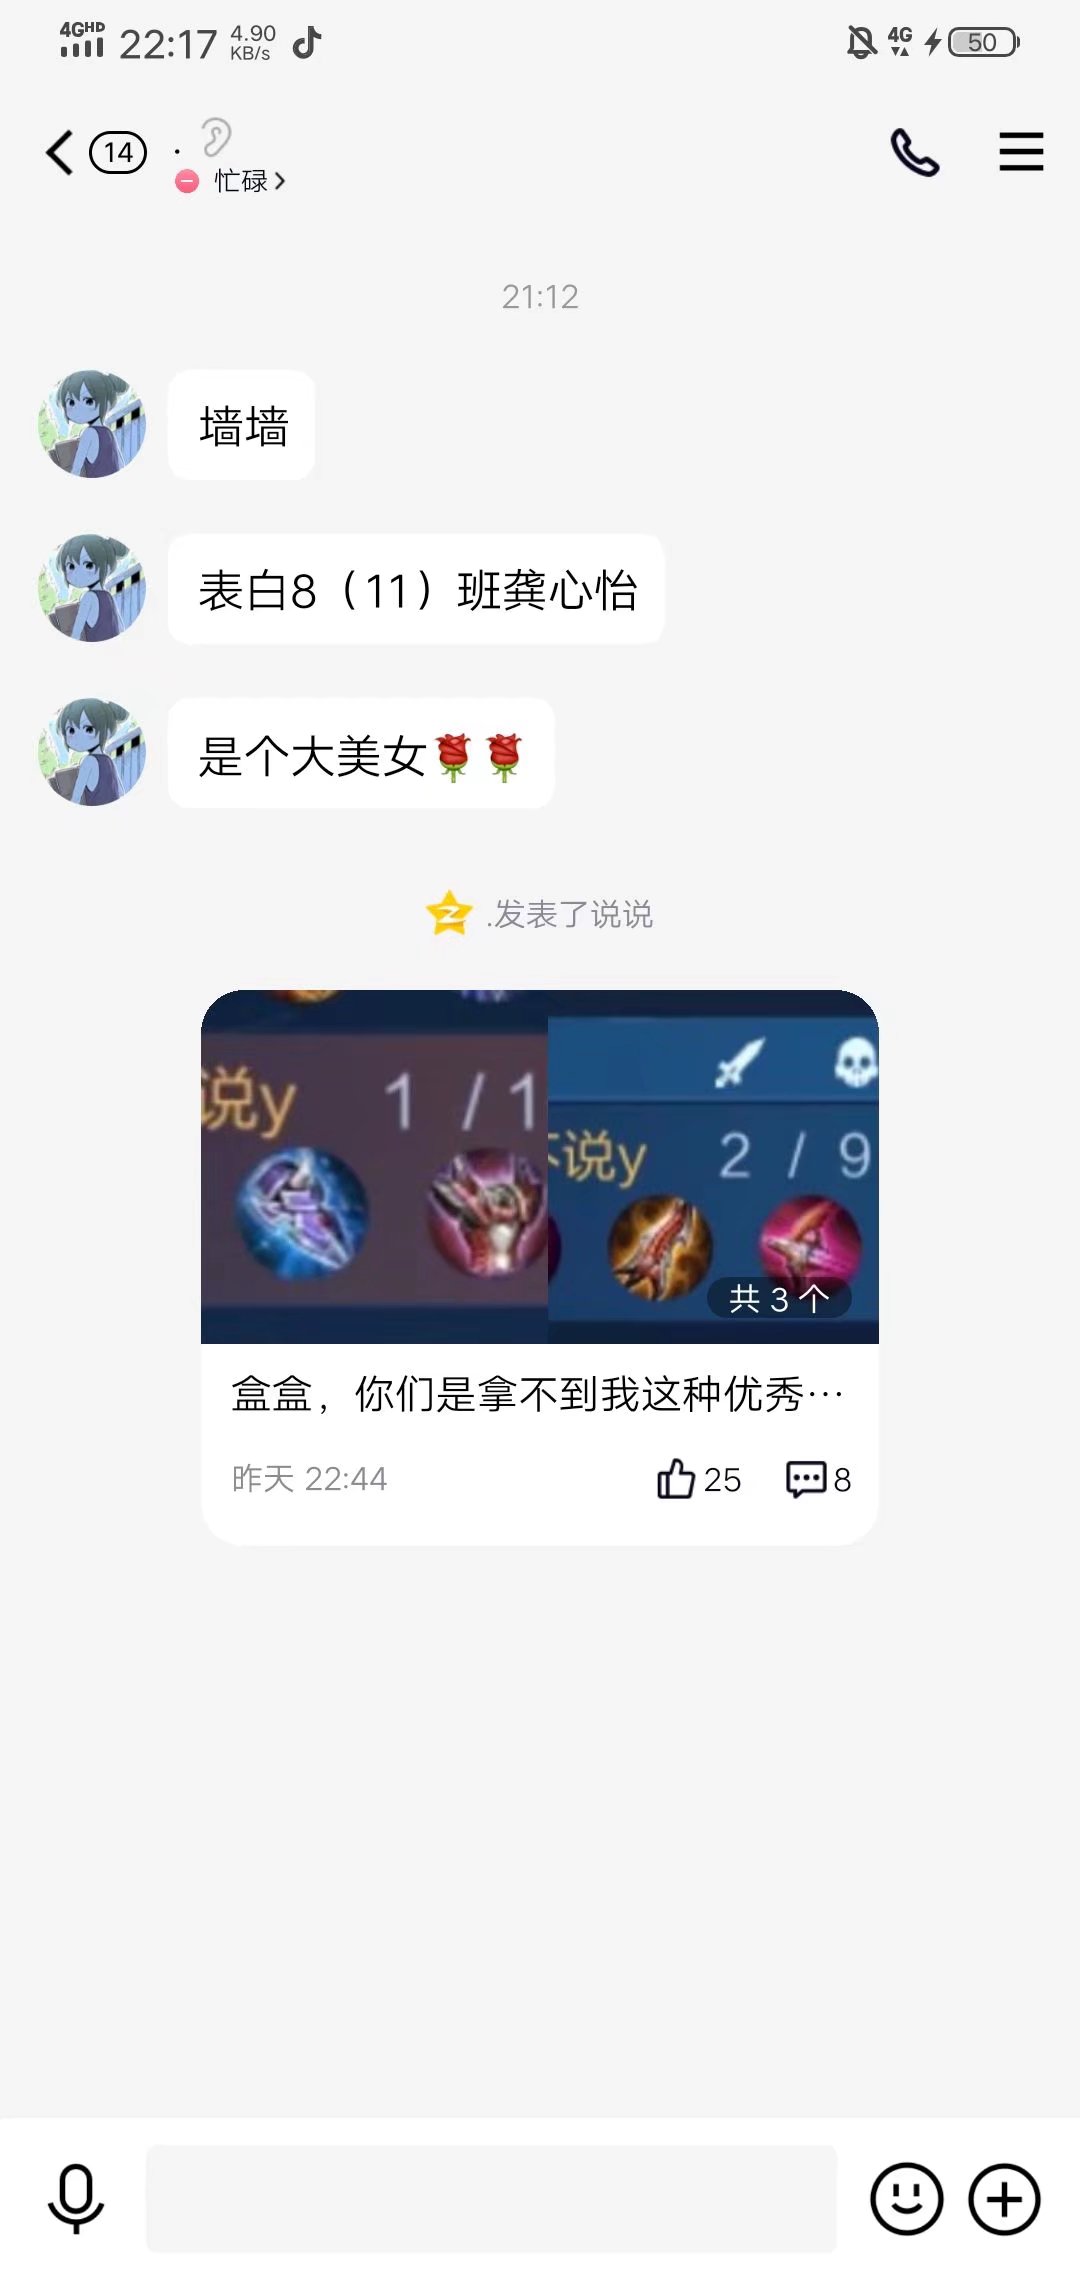 4GHD 22:17 4.90 KB/s 4G 50
14 .
忙碌
21:12
墙墙
表白8（11）班龚心怡
是个大美女🌹🌹
.发表了说说
说y 1 / 1
说y 2 / 9
共 3 个
盒盒，你们是拿不到我这种优秀…
昨天 22:44 25 8